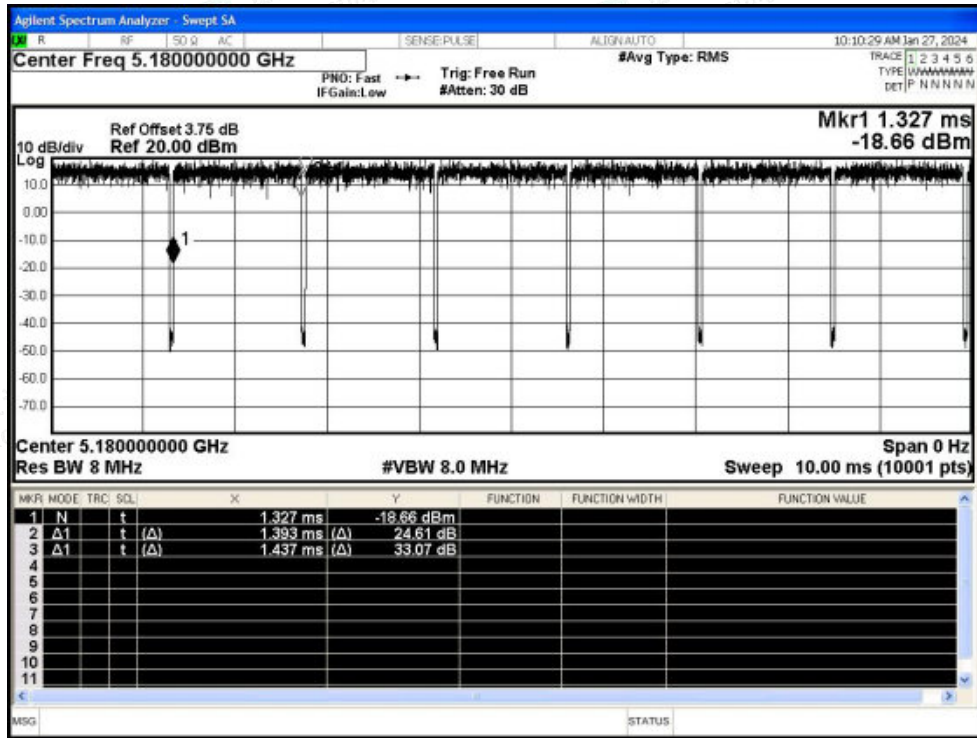 Agilent Spectrum Analyzer - Swept SA
R RF 50 Ω AC SENSE:PULSE ALIGN AUTO 10:10:29 AM Jan 27, 2024
Center Freq 5.180000000 GHz #Avg Type: RMS TRACE 1 2 3 4 5 6
PNO: Fast Trig: Free Run TYPE
IFGain:Low #Atten: 30 dB DET P N N N N N
Mkr1 1.327 ms
Ref Offset 3.75 dB
10 dB/div Ref 20.00 dBm -18.66 dBm
Log
10.0
0.00
1
-10.0
-20.0
-30.0
-40.0
-50.0
-60.0
-70.0
Center 5.180000000 GHz Span 0 Hz
Res BW 8 MHz #VBW 8.0 MHz Sweep 10.00 ms (10001 pts)
MKR MODE TRC SCL X Y FUNCTION FUNCTION WIDTH FUNCTION VALUE
1 N t 1.327 ms -18.66 dBm
2 Δ1 t (Δ) 1.393 ms (Δ) 24.61 dB
3 Δ1 t (Δ) 1.437 ms (Δ) 33.07 dB
4
5
6
7
8
9
10
11
MSG STATUS